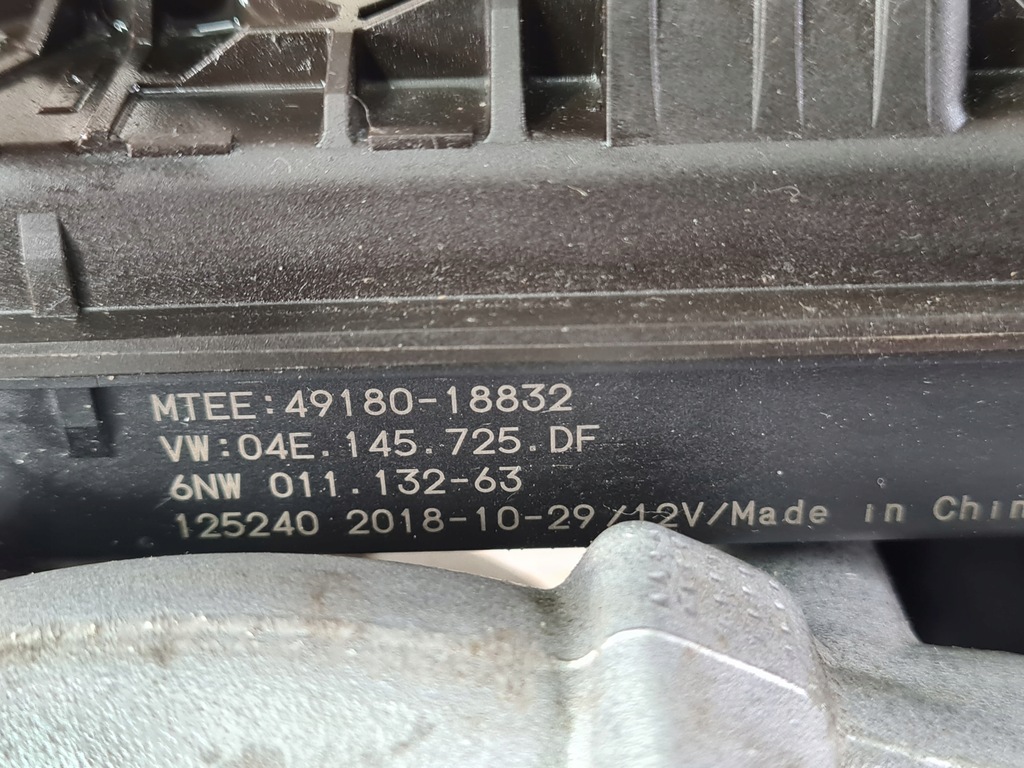 MTEE:49180-18832
VW:04E.145.725.DF
6NW 011.132-63
125240 2018-10-29/12V/Made in Chin